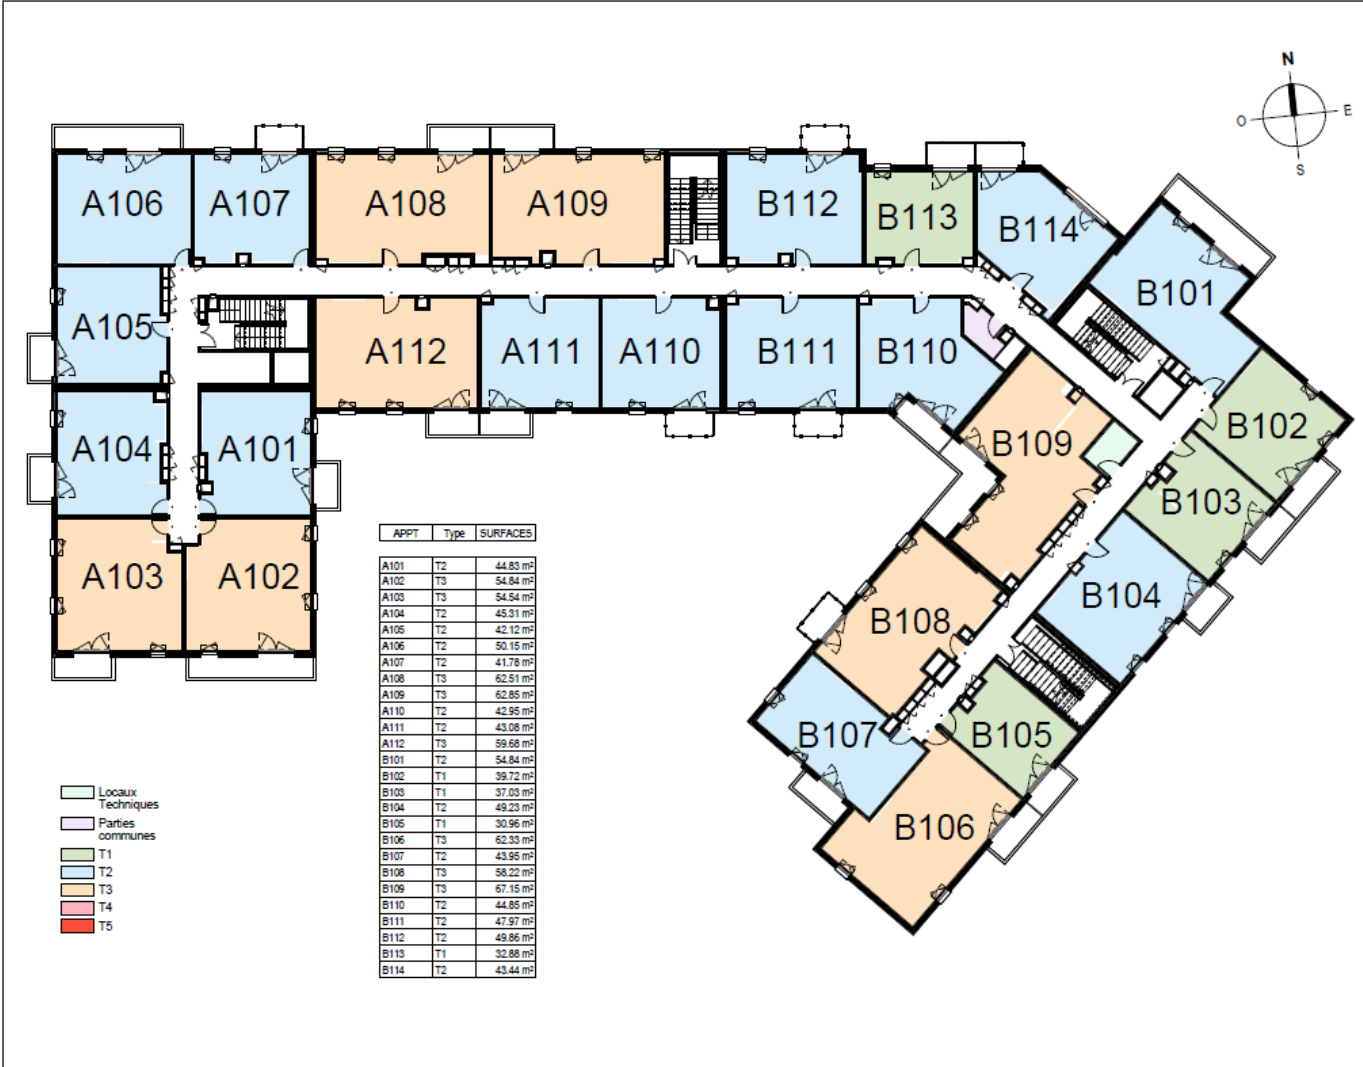 N
O
E
S
A106
A107
A108
A109
B112
B113
B114
B101
A105
A112
A111
A110
B111
B110
B109
B102
A104
A101
B103
A103
A102
B104
B108
B107
B105
B106
APPT Type SURFACES
A101 T2 44.83 m²
A102 T3 54.84 m²
A103 T3 54.54 m²
A104 T2 45.31 m²
A105 T2 42.12 m²
A106 T2 50.15 m²
A107 T2 41.78 m²
A108 T3 62.51 m²
A109 T3 62.85 m²
A110 T2 42.95 m²
A111 T2 43.08 m²
A112 T3 59.68 m²
B101 T2 54.84 m²
B102 T1 39.72 m²
B103 T1 37.03 m²
B104 T2 49.23 m²
B105 T1 30.96 m²
B106 T3 62.33 m²
B107 T2 43.95 m²
B108 T3 58.22 m²
B109 T3 67.15 m²
B110 T2 44.85 m²
B111 T2 47.97 m²
B112 T2 49.86 m²
B113 T1 32.88 m²
B114 T2 43.44 m²
Locaux
Techniques
Parties
communes
T1
T2
T3
T4
T5